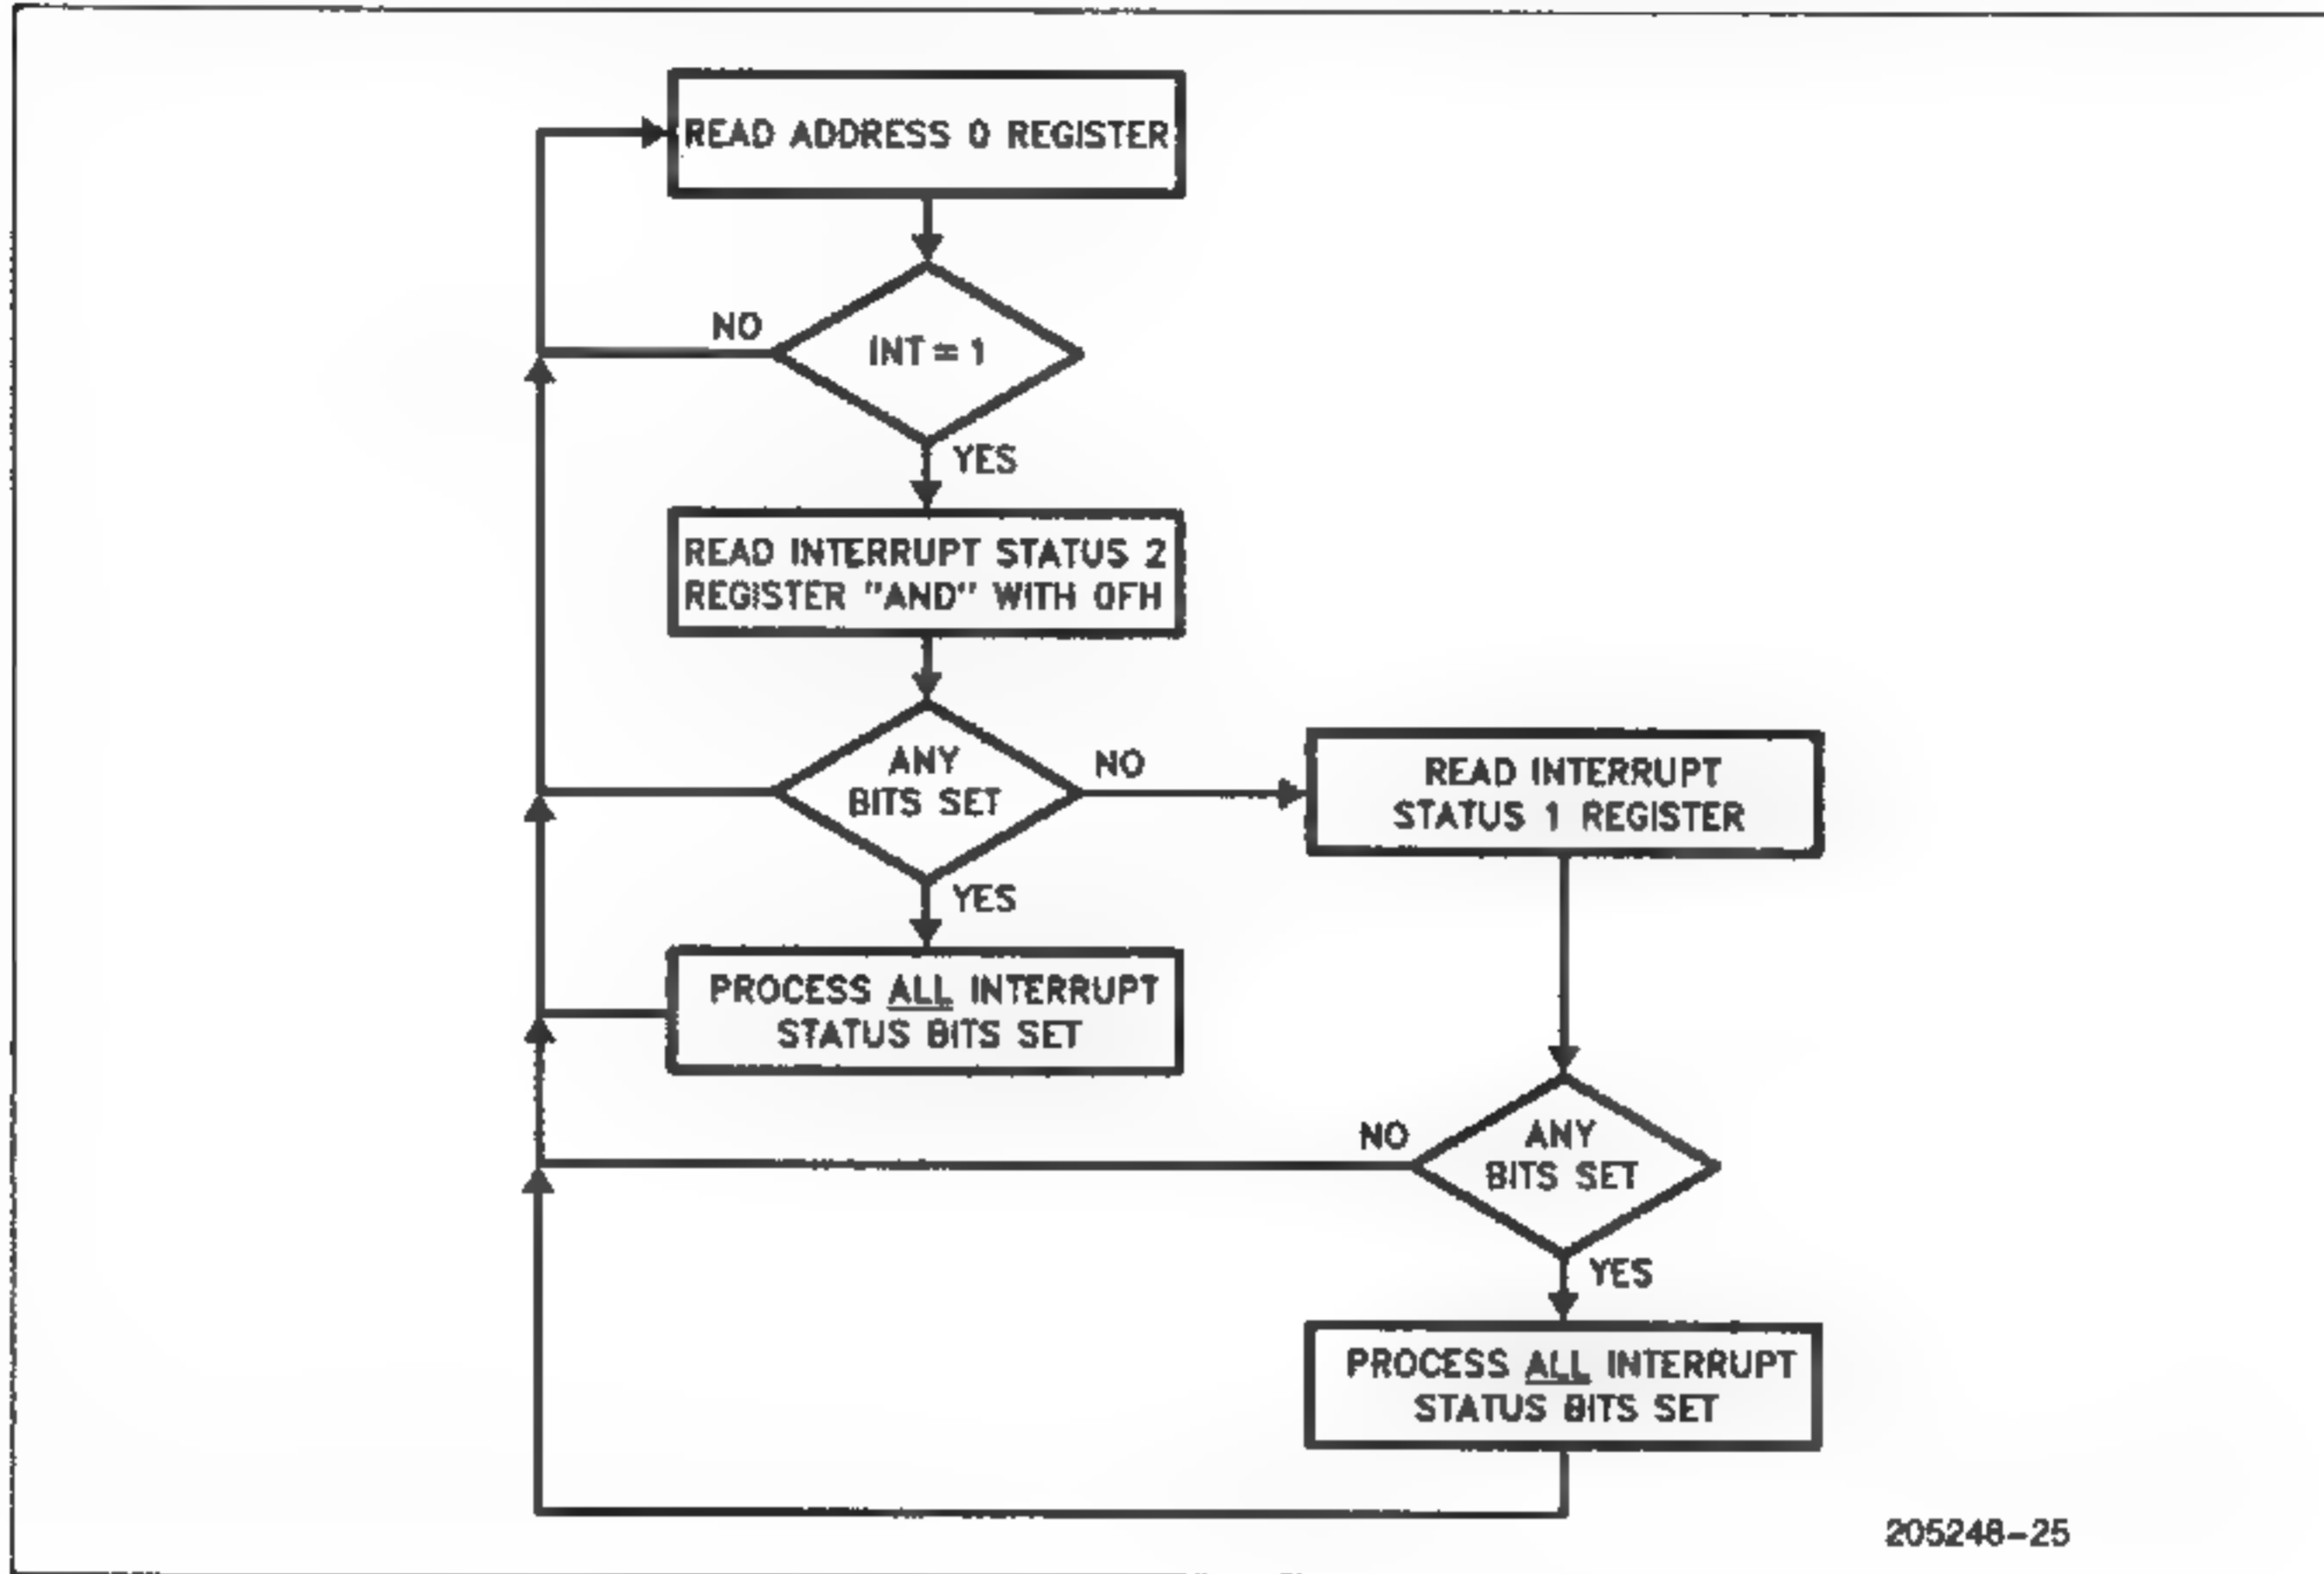 READ ADDRESS 0 REGISTER
NO
INT = 1
YES
READ INTERRUPT STATUS 2
REGISTER "AND" WITH 0FH
ANY
BITS SET
NO
READ INTERRUPT
STATUS 1 REGISTER
YES
PROCESS ALL INTERRUPT
STATUS BITS SET
NO
ANY
BITS SET
YES
PROCESS ALL INTERRUPT
STATUS BITS SET
205248-25